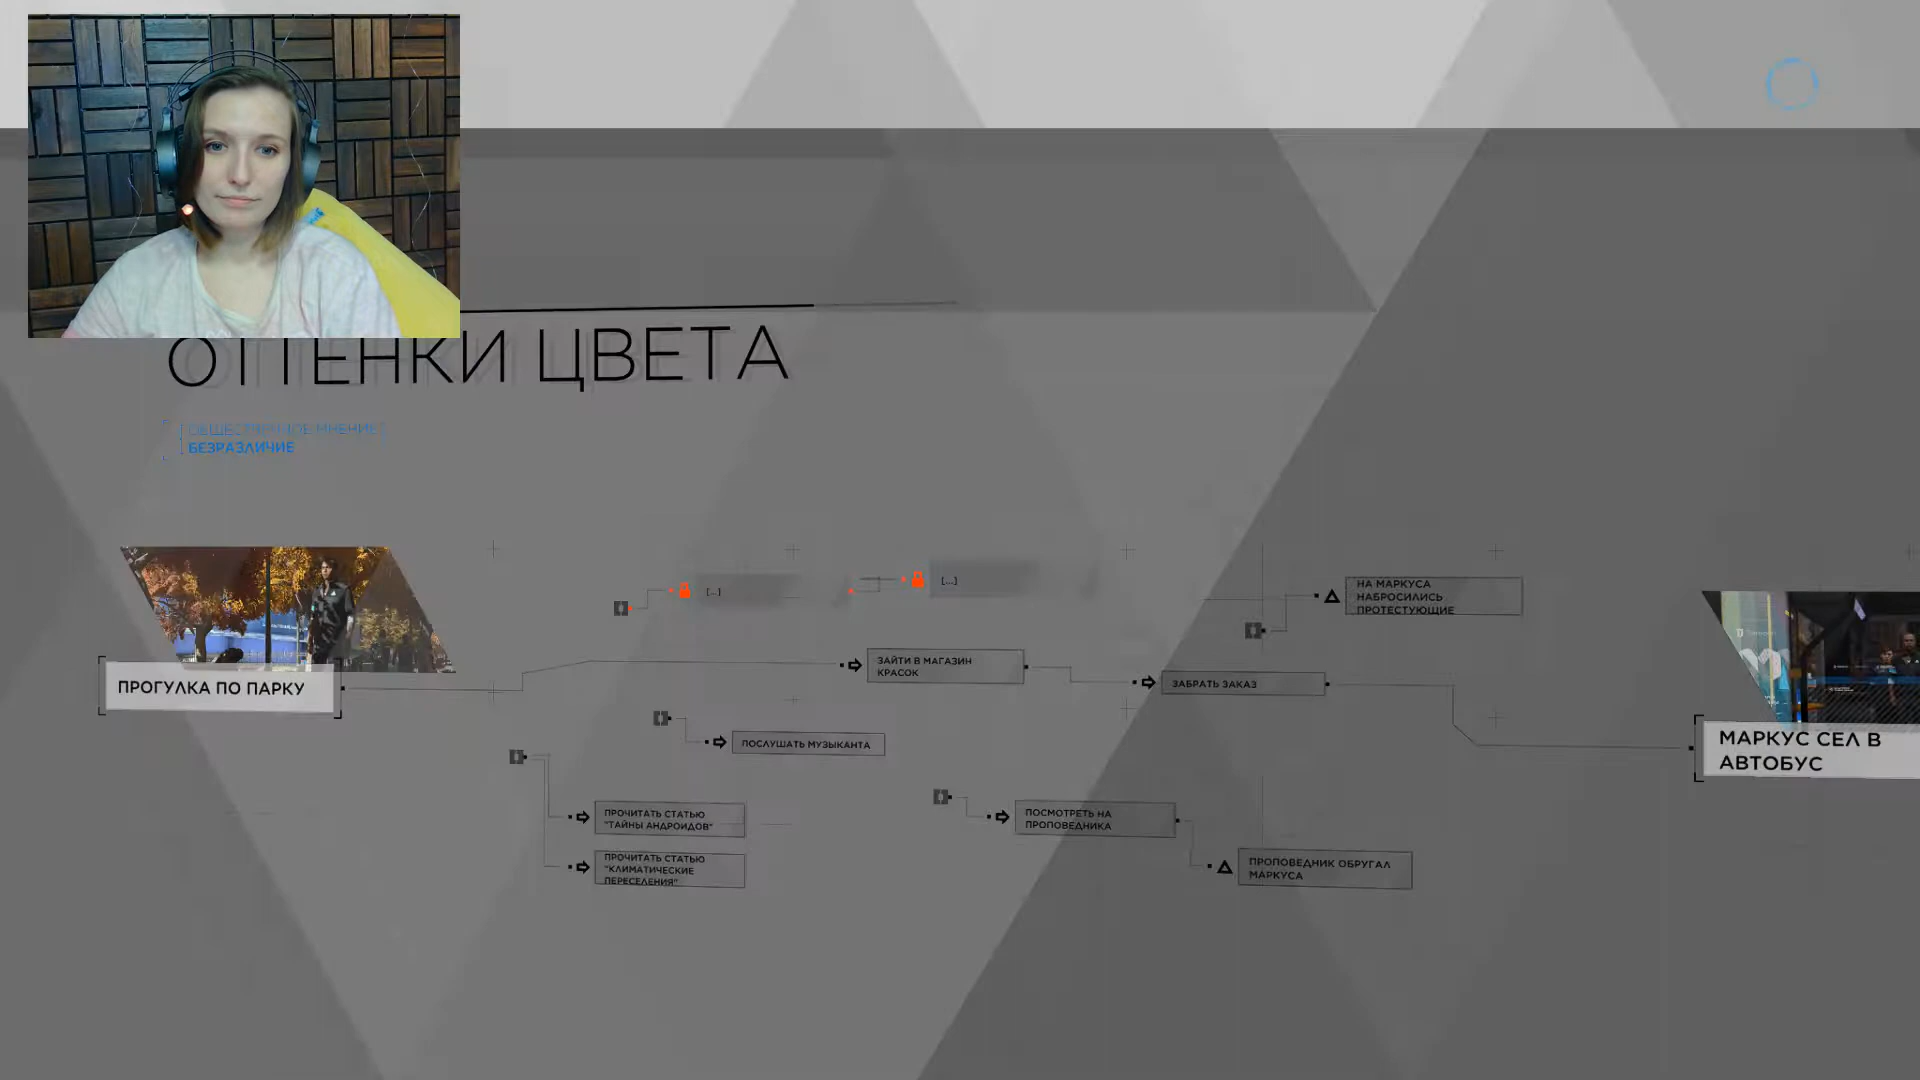 ОТТЕНКИ ЦВЕТА
ОБЩЕСТВЕННОЕ МНЕНИЕ
БЕЗРАЗЛИЧИЕ
[...]
[...]
НА МАРКУСА
НАБРОСИЛИСЬ
ПРОТЕСТУЮЩИЕ
ЗАЙТИ В МАГАЗИН
КРАСОК
ЗАБРАТЬ ЗАКАЗ
ПРОГУЛКА ПО ПАРКУ
МАРКУС СЕЛ В
АВТОБУС
ПОСЛУШАТЬ МУЗЫКАНТА
ПРОЧИТАТЬ СТАТЬЮ
"ТАЙНЫ АНДРОИДОВ"
ПОСМОТРЕТЬ НА
ПРОПОВЕДНИКА
ПРОЧИТАТЬ СТАТЬЮ
"КЛИМАТИЧЕСКИЕ
ПЕРЕСЕЛЕНИЯ"
ПРОПОВЕДНИК ОБРУГАЛ
МАРКУСА